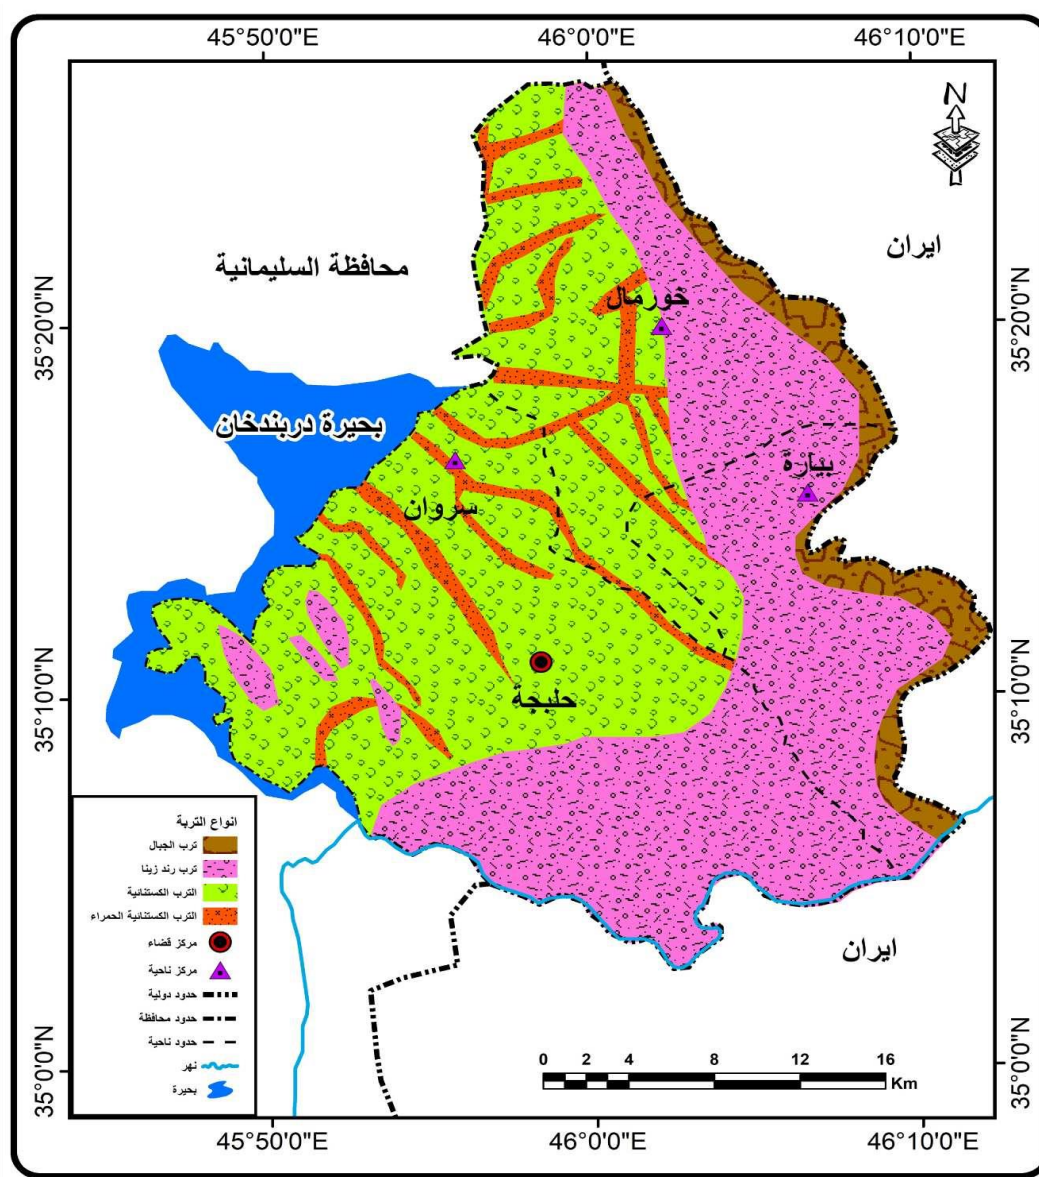 45°50'0"E
46°0'0"E
46°10'0"E
N
ايران
محافظة السليمانية
35°20'0"N
35°20'0"N
خورمال
بحيرة دربندخان
بيارة
سروان
35°10'0"N
35°10'0"N
حلبجة
انواع التربة
ترب الجبال
ترب رند زينا
الترب الكستنائية
الترب الكستنائية الحمراء
مركز قضاء
مركز ناحية
حدود دولية
حدود محافظة
حدود ناحية
نهر
بحيرة
ايران
0 2 4 8 12 16
Km
35°0'0"N
35°0'0"N
45°50'0"E
46°0'0"E
46°10'0"E